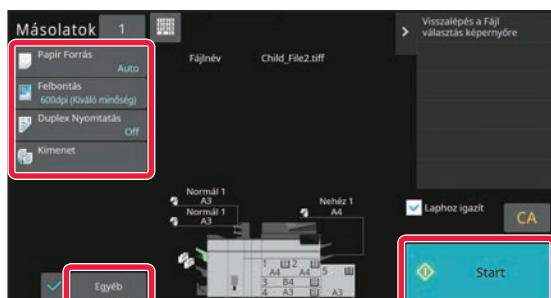 Másolatok 1
Papír Forrás
Auto
Felbontás
600dpi (Kiváló minőség)
Duplex Nyomtatás
Off
Kimenet
Egyéb
Fájlnév Child_File2.tiff
Normál 1
A3
Normál 1
A3
Nehéz 1
A4
1 2
A4 A4 5
3 B4
4 A3 A3
Visszalépés a Fájl
választás képernyőre
Laphoz igazít
CA
Start